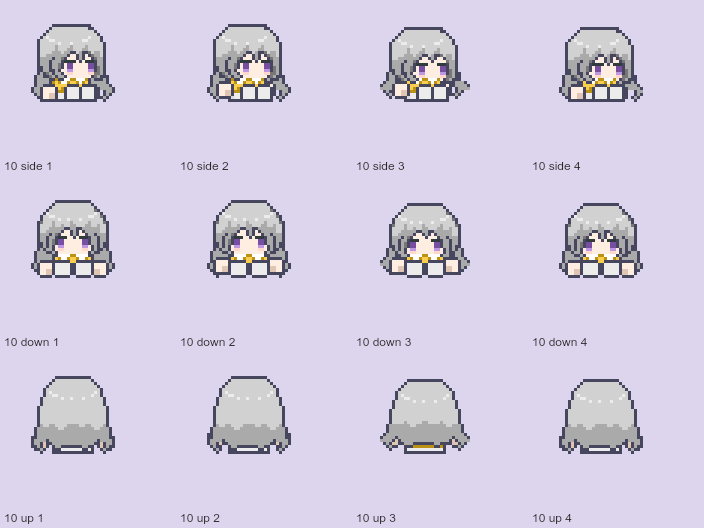 10 side 1
10 side 2
10 side 3
10 side 4
10 down 1
10 down 2
10 down 3
10 down 4
10 up 1
10 up 2
10 up 3
10 up 4